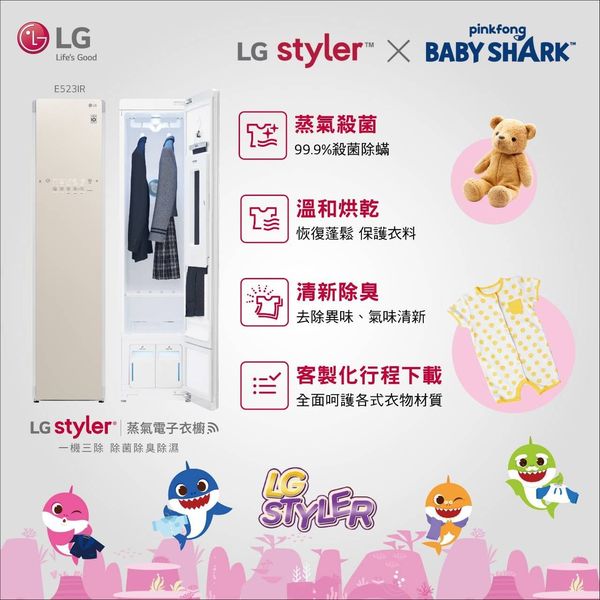 LG
Life's Good
LG styler™ × pinkfong
BABY SHARK™
E523IR
LG
蒸氣殺菌
99.9%殺菌除蟎
溫和烘乾
恢復蓬鬆 保護衣料
清新除臭
去除異味、氣味清新
客製化行程下載
全面呵護各式衣物材質
LG styler® 蒸氣電子衣櫥
一機三除 除菌除臭除濕
LG
STYLER